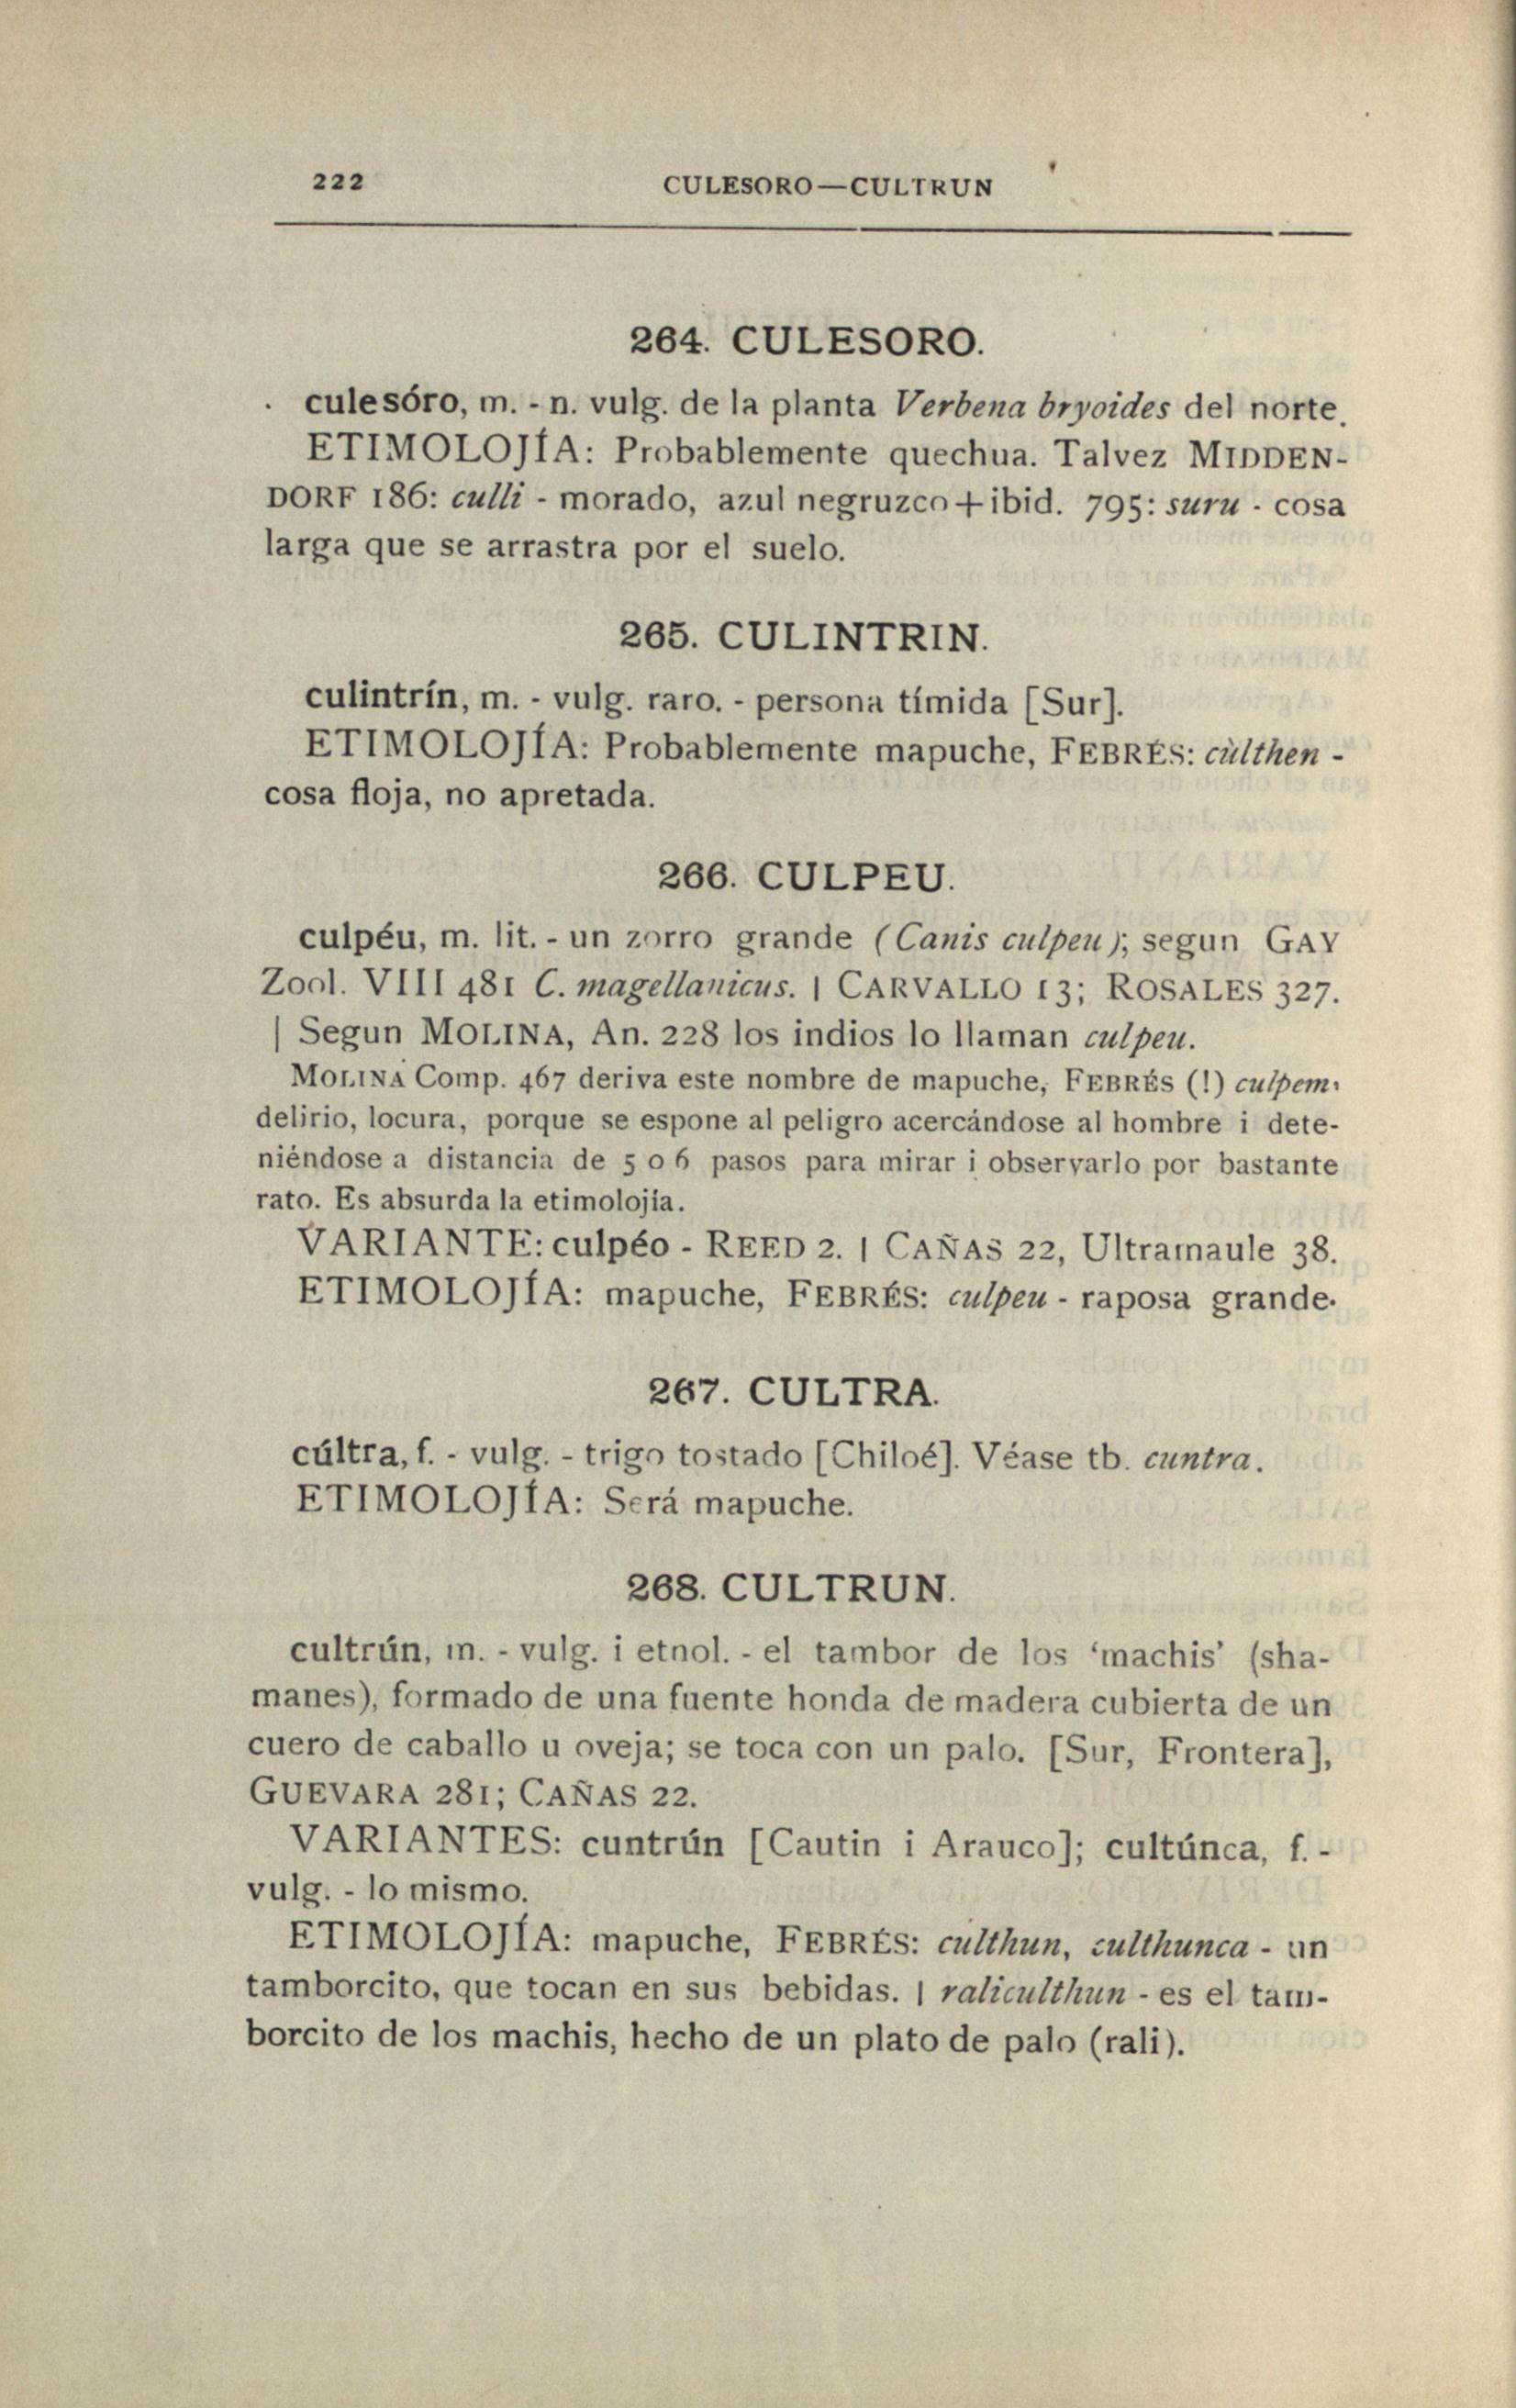 222
CULESORO—CULTRUN
264. CULESORO.
culesóro, m. - n. vulg. de la planta Verbena bryoides del norte.
ETIMOLOJÍA: Probablemente quechua. Talvez MIDDEN-
DORF 186: culli - morado, azul negruzco + ibid. 795: suru - cosa
larga que se arrastra por el suelo.
265. CULINTRIN.
culintrín, m. - vulg. raro. - persona tímida [Sur].
ETIMOLOJÍA: Probablemente mapuche, FEBRÉS: cùlthen -
cosa floja, no apretada.
266. CULPEU.
culpéu, m. lit. - un zorro grande (Canis culpeu); segun GAY
Zool. VIII 481 C. magellanicus. | CARVALLO 13; ROSALES 327.
| Segun MOLINA, An. 228 los indios lo llaman culpeu.
MOLINA Comp. 467 deriva este nombre de mapuche, FEBRÉS (!) culpem,
delirio, locura, porque se espone al peligro acercándose al hombre i dete-
niéndose a distancia de 5 o 6 pasos para mirar i observarlo por bastante
rato. Es absurda la etimolojía.
VARIANTE: culpéo - REED 2. | CAÑAS 22, Ultramaule 38.
ETIMOLOJÍA: mapuche, FEBRÉS: culpeu - raposa grande.
267. CULTRA.
cúltra, f. - vulg. - trigo tostado [Chiloé]. Véase tb. cuntra.
ETIMOLOJÍA: Será mapuche.
268. CULTRUN.
cultrún, m. - vulg. i etnol. - el tambor de los ‘machis’ (sha-
manes), formado de una fuente honda de madera cubierta de un
cuero de caballo u oveja; se toca con un palo. [Sur, Frontera],
GUEVARA 281; CAÑAS 22.
VARIANTES: cuntrún [Cautin i Arauco]; cultúnca, f. -
vulg. - lo mismo.
ETIMOLOJÍA: mapuche, FEBRÉS: culthun, culthunca - un
tamborcito, que tocan en sus bebidas. | raliculthun - es el tam-
borcito de los machis, hecho de un plato de palo (rali).